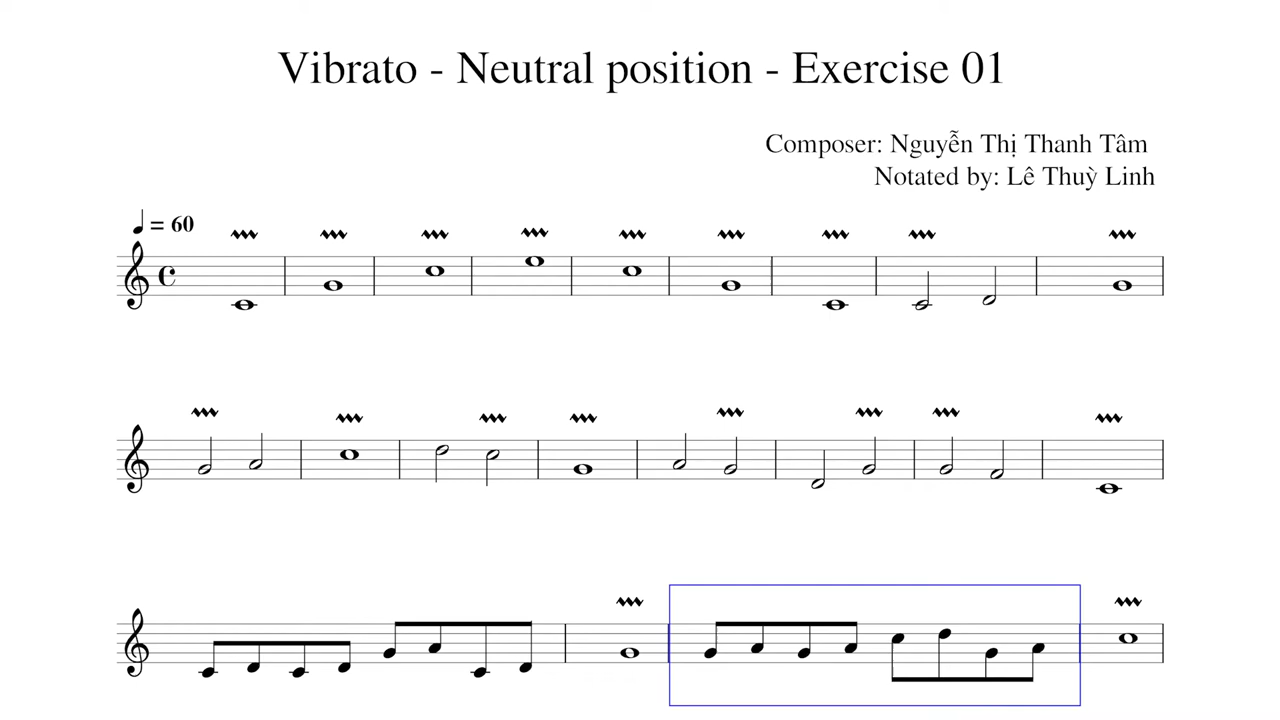 Vibrato - Neutral position - Exercise 01
Composer: Nguyễn Thị Thanh Tâm
Notated by: Lê Thuỳ Linh
= 60